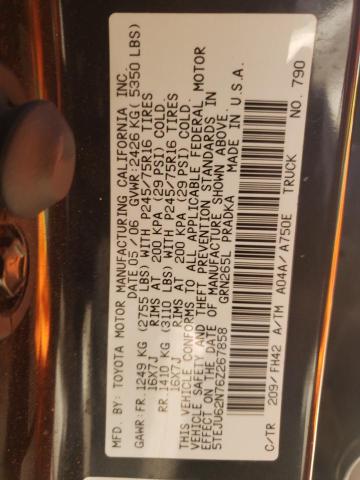 MFD. BY: TOYOTA MOTOR MANUFACTURING CALIFORNIA INC.
DATE 05/06 GVWR: 2426 KG( 5350 LBS)
GAWR: FR. 1249 KG (2755 LBS) WITH P245/75R16 TIRES
16X7J RIMS AT 200 KPA (29 PSI) COLD
RR. 1410 KG (3110 LBS) WITH P245/75R16 TIRES
16X7J RIMS AT 200 KPA (29 PSI) COLD
THIS VEHICLE CONFORMS TO ALL APPLICABLE FEDERAL MOTOR
VEHICLE SAFETY AND THEFT PREVENTION STANDARDS IN
EFFECT ON THE DATE OF MANUFACTURE SHOWN ABOVE.
5TEJU62N76Z267858 GRN265L PRADKA MADE IN U.S.A.
C/TR 209/FH42 A/TM A04A/A750E TRUCK NO. 790